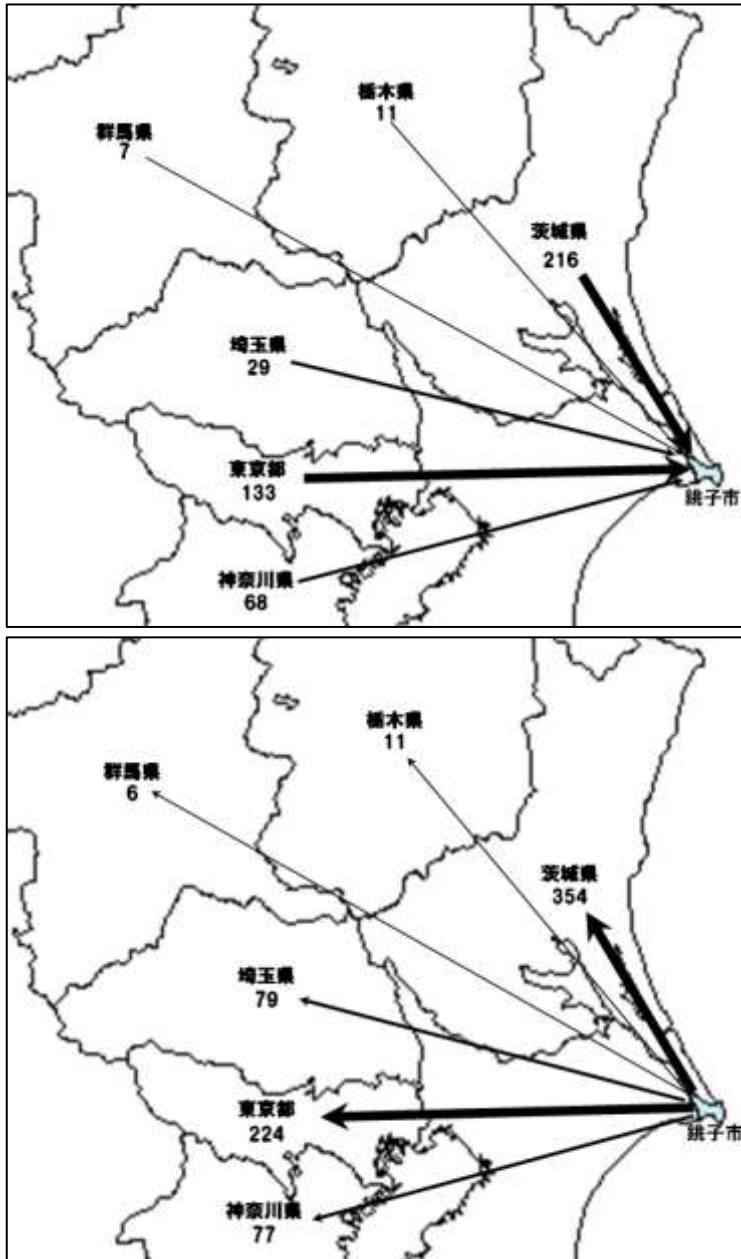 栃木県
11
群馬県
7
茨城県
216
埼玉県
29
東京都
133
銚子市
神奈川県
68
栃木県
11
群馬県
6
茨城県
354
埼玉県
79
東京都
224
銚子市
神奈川県
77